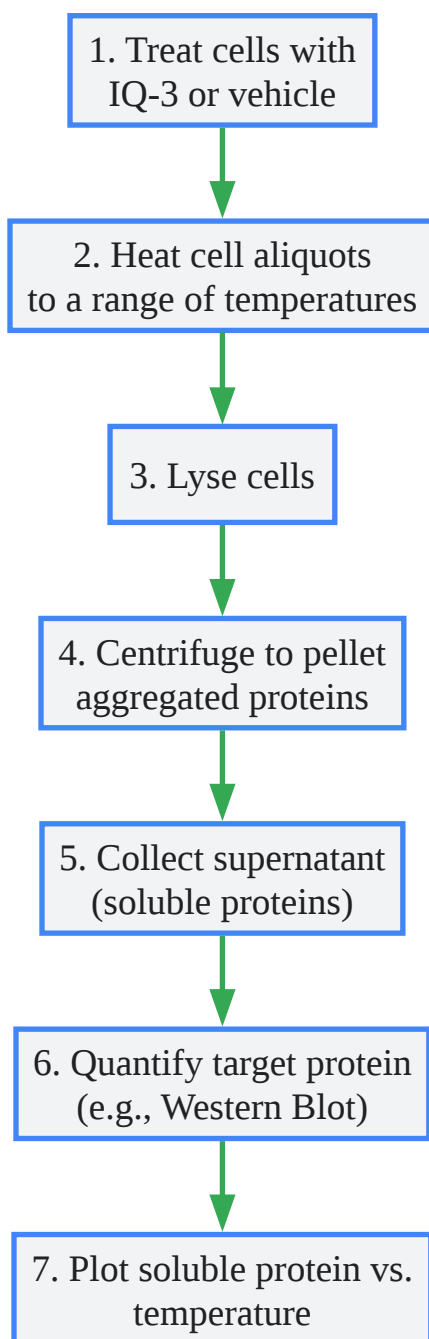 1. Treat cells with
IQ-3 or vehicle
2. Heat cell aliquots
to a range of temperatures
3. Lyse cells
4. Centrifuge to pellet
aggregated proteins
5. Collect supernatant
(soluble proteins)
6. Quantify target protein
(e.g., Western Blot)
7. Plot soluble protein vs.
temperature